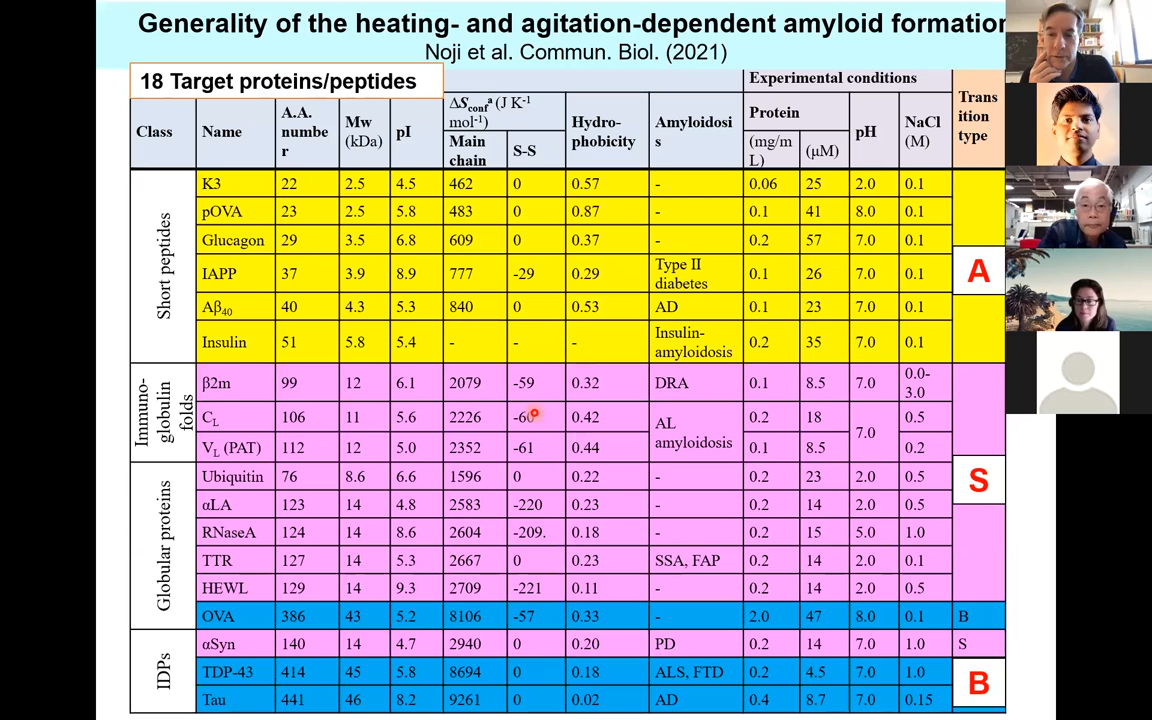 Generality of the heating- and agitation-dependent amyloid formation
Noji et al. Commun. Biol. (2021)
18 Target proteins/peptides
Class Name A.A. numbe r Mw (kDa) pI ΔSconfᵃ (J K⁻¹ mol⁻¹) Main chain S-S Hydro-phobicity Amyloidosi s Experimental conditions Protein (mg/m L) (μM) pH NaCl (M) Trans ition type
Short peptides
K3 22 2.5 4.5 462 0 0.57 - 0.06 25 2.0 0.1
pOVA 23 2.5 5.8 483 0 0.87 - 0.1 41 8.0 0.1
Glucagon 29 3.5 6.8 609 0 0.37 - 0.2 57 7.0 0.1
IAPP 37 3.9 8.9 777 -29 0.29 Type II diabetes 0.1 26 7.0 0.1 A
Aβ₄₀ 40 4.3 5.3 840 0 0.53 AD 0.1 23 7.0 0.1
Insulin 51 5.8 5.4 - - - Insulin-amyloidosis 0.2 35 7.0 0.1
Immuno-globulin folds
β2m 99 12 6.1 2079 -59 0.32 DRA 0.1 8.5 7.0 0.0-3.0
C_L 106 11 5.6 2226 0.42 AL amyloidosis 0.2 18 7.0 0.5
V_L (PAT) 112 12 5.0 2352 -61 0.44 0.1 8.5 0.2
Globular proteins
Ubiquitin 76 8.6 6.6 1596 0 0.22 - 0.2 23 2.0 0.5 S
αLA 123 14 4.8 2583 -220 0.23 - 0.2 14 2.0 0.5
RNaseA 124 14 8.6 2604 -209. 0.18 - 0.2 15 5.0 1.0
TTR 127 14 5.3 2667 0 0.23 SSA, FAP 0.2 14 2.0 0.1
HEWL 129 14 9.3 2709 -221 0.11 - 0.2 14 2.0 0.5
OVA 386 43 5.2 8106 -57 0.33 - 2.0 47 8.0 0.1 B
IDPs
αSyn 140 14 4.7 2940 0 0.20 PD 0.2 14 7.0 1.0 S
TDP-43 414 45 5.8 8694 0 0.18 ALS, FTD 0.2 4.5 7.0 1.0 B
Tau 441 46 8.2 9261 0 0.02 AD 0.4 8.7 7.0 0.15